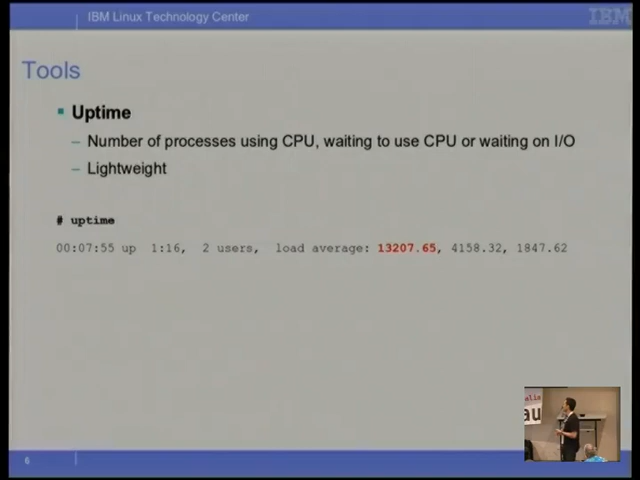 IBM Linux Technology Center
IBM
Tools
Uptime
– Number of processes using CPU, waiting to use CPU or waiting on I/O
– Lightweight
# uptime
00:07:55 up 1:16, 2 users, load average: 13207.65, 4158.32, 1847.62
au
6